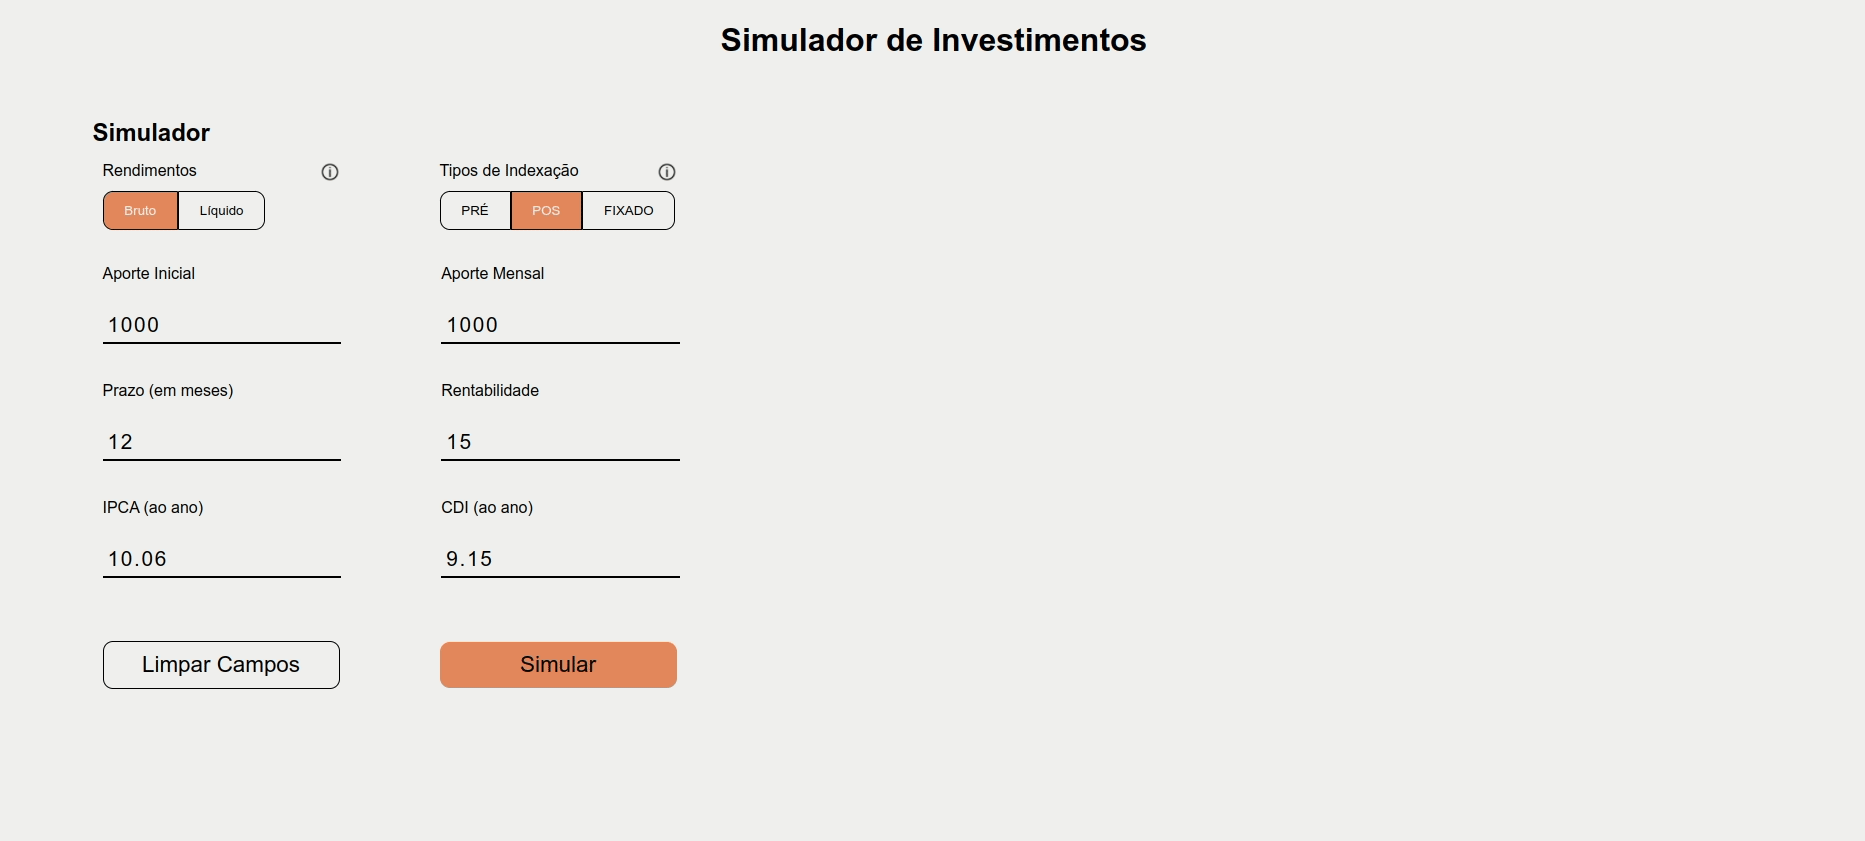 Simulador de Investimentos
Simulador
Rendimentos
Tipos de Indexação
Bruto Líquido
PRÉ POS FIXADO
Aporte Inicial
Aporte Mensal
1000
1000
Prazo (em meses)
Rentabilidade
12
15
IPCA (ao ano)
CDI (ao ano)
10.06
9.15
Limpar Campos
Simular